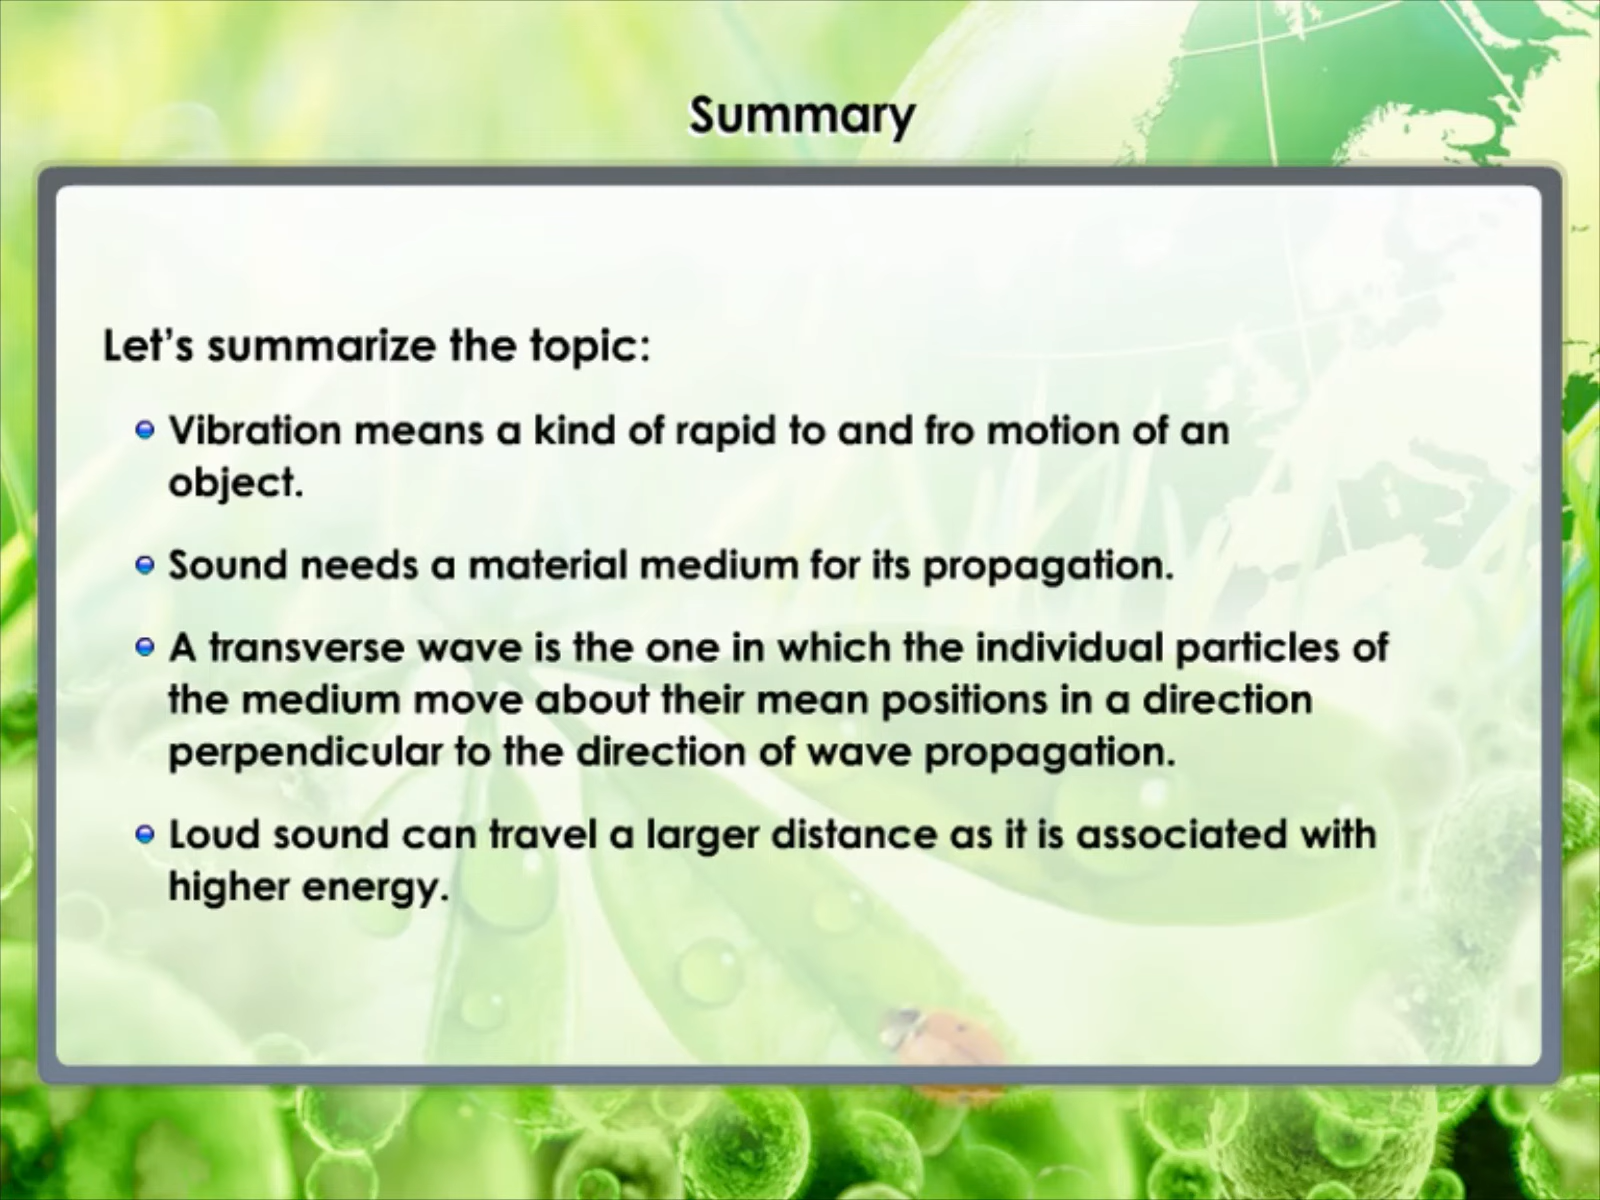 Summary
Let's summarize the topic:
Vibration means a kind of rapid to and fro motion of an
object.
Sound needs a material medium for its propagation.
A transverse wave is the one in which the individual particles of
the medium move about their mean positions in a direction
perpendicular to the direction of wave propagation.
Loud sound can travel a larger distance as it is associated with
higher energy.